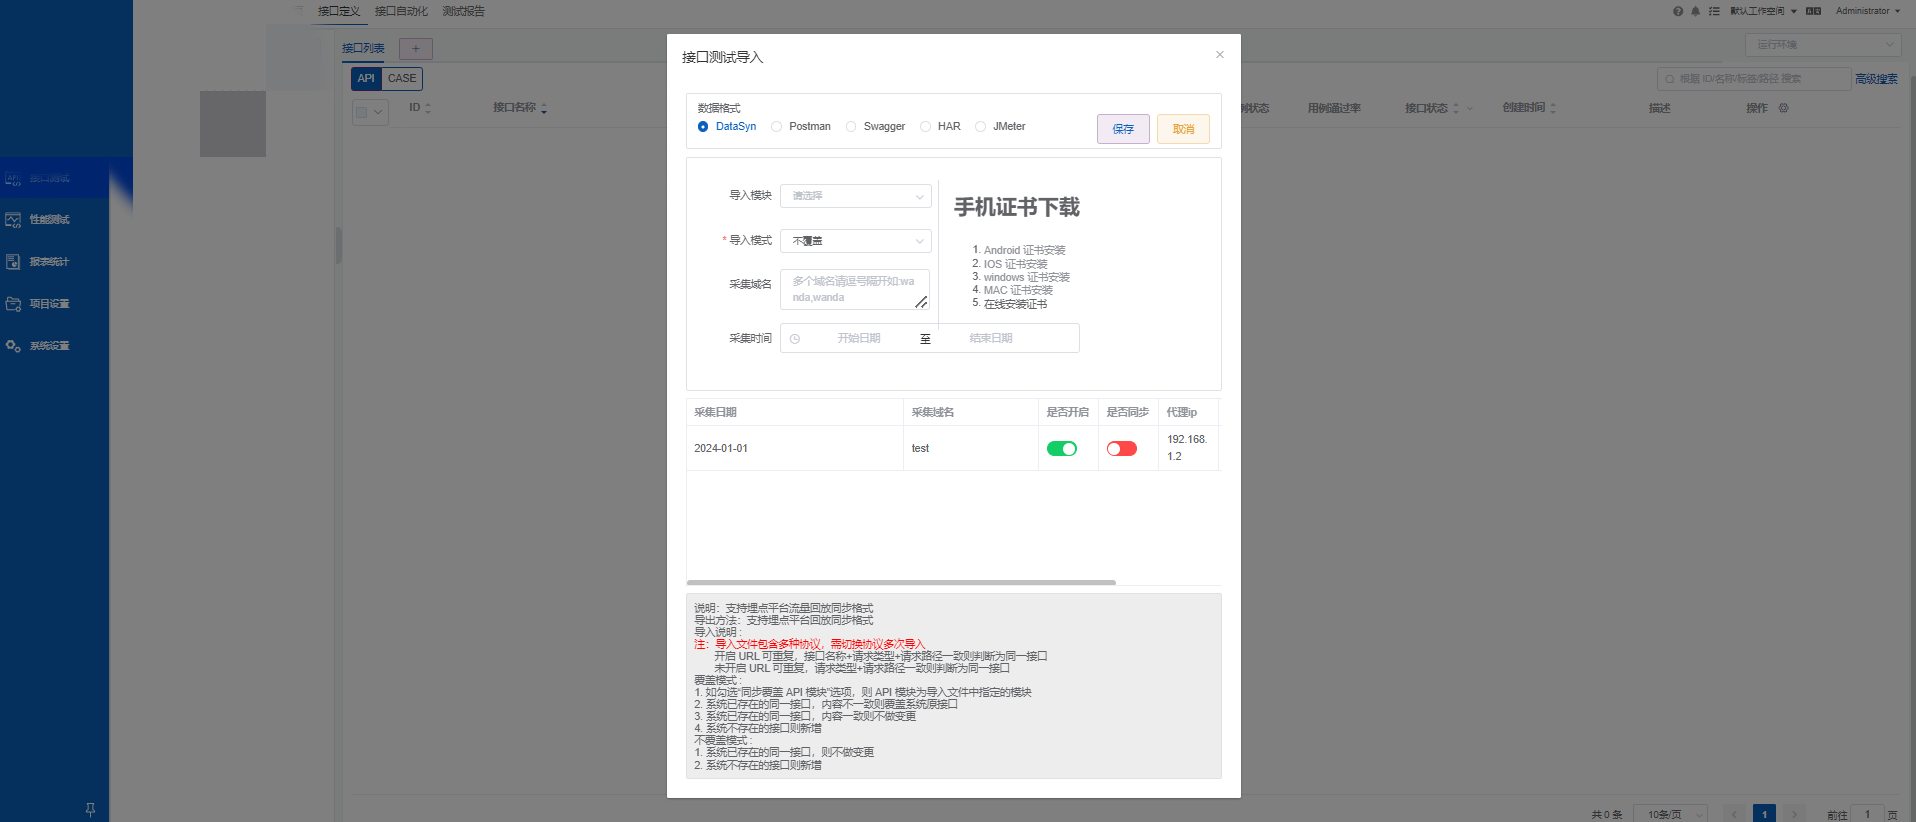 接口定义 接口自动化 测试报告
默认工作空间 Administrator
接口列表 +
运行环境
API CASE
根据 ID/名称/标签/路径 搜索 高级搜索
ID 接口名称
例状态 用例通过率 接口状态 创建时间 描述 操作
接口测试
性能测试
报表统计
项目设置
系统设置
接口测试导入
数据格式
DataSyn Postman Swagger HAR JMeter
保存 取消
导入模块 请选择
* 导入模式 不覆盖
采集域名 多个域名请逗号隔开如:wa
nda,wanda
采集时间 开始日期 至 结束日期
手机证书下载
1. Android 证书安装
2. IOS 证书安装
3. windows 证书安装
4. MAC 证书安装
5. 在线安装证书
采集日期 采集域名 是否开启 是否同步 代理ip
2024-01-01 test 192.168.
1.2
说明：支持埋点平台流量回放同步格式
导出方法：支持埋点平台回放同步格式
导入说明：
注：导入文件包含多种协议，需切换协议多次导入
开启 URL 可重复，接口名称+请求类型+请求路径一致则判断为同一接口
未开启 URL 可重复，请求类型+请求路径一致则判断为同一接口
覆盖模式：
1. 如勾选“同步覆盖 API 模块”选项，则 API 模块为导入文件中指定的模块
2. 系统已存在的同一接口，内容不一致则覆盖系统原接口
3. 系统已存在的同一接口，内容一致则不做变更
4. 系统不存在的接口则新增
不覆盖模式：
1. 系统已存在的同一接口，则不做变更
2. 系统不存在的接口则新增
共 0 条 10条/页 1 前往 1 页